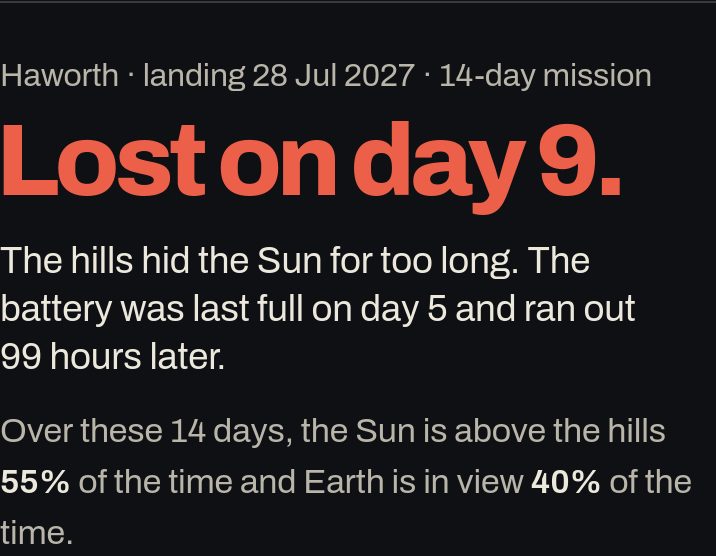 Haworth · landing 28 Jul 2027 · 14-day mission
Lost on day 9.
The hills hid the Sun for too long. The
battery was last full on day 5 and ran out
99 hours later.
Over these 14 days, the Sun is above the hills
55% of the time and Earth is in view 40% of the
time.